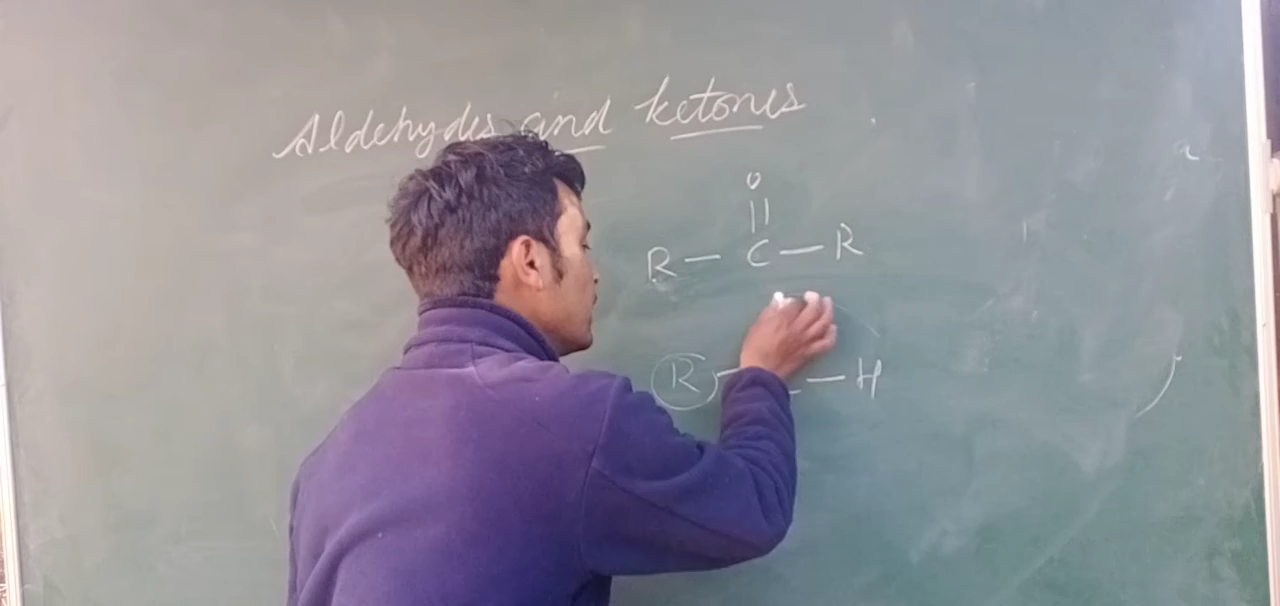 Aldehydes and ketones
O
||
R — C — R
R — C — H